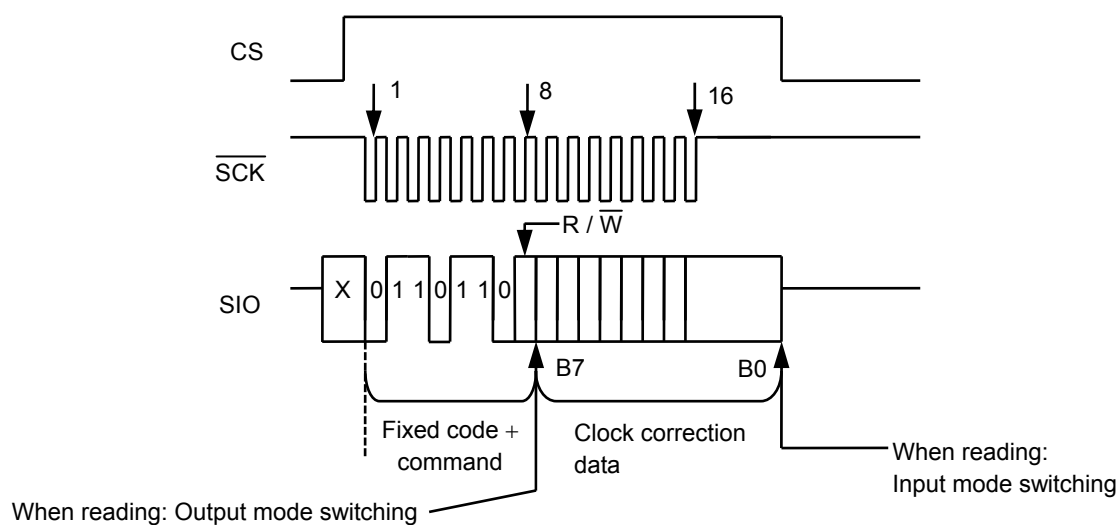 CS
1
8
16
SCK
R / W
SIO
X
0
1
1
0
1
1
0
B7
B0
Fixed code +
command
Clock correction
data
When reading:
Input mode switching
When reading: Output mode switching